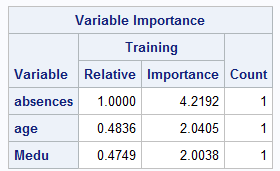 Variable Importance
Training
Variable Relative Importance Count
absences 1.0000 4.2192 1
age 0.4836 2.0405 1
Medu 0.4749 2.0038 1